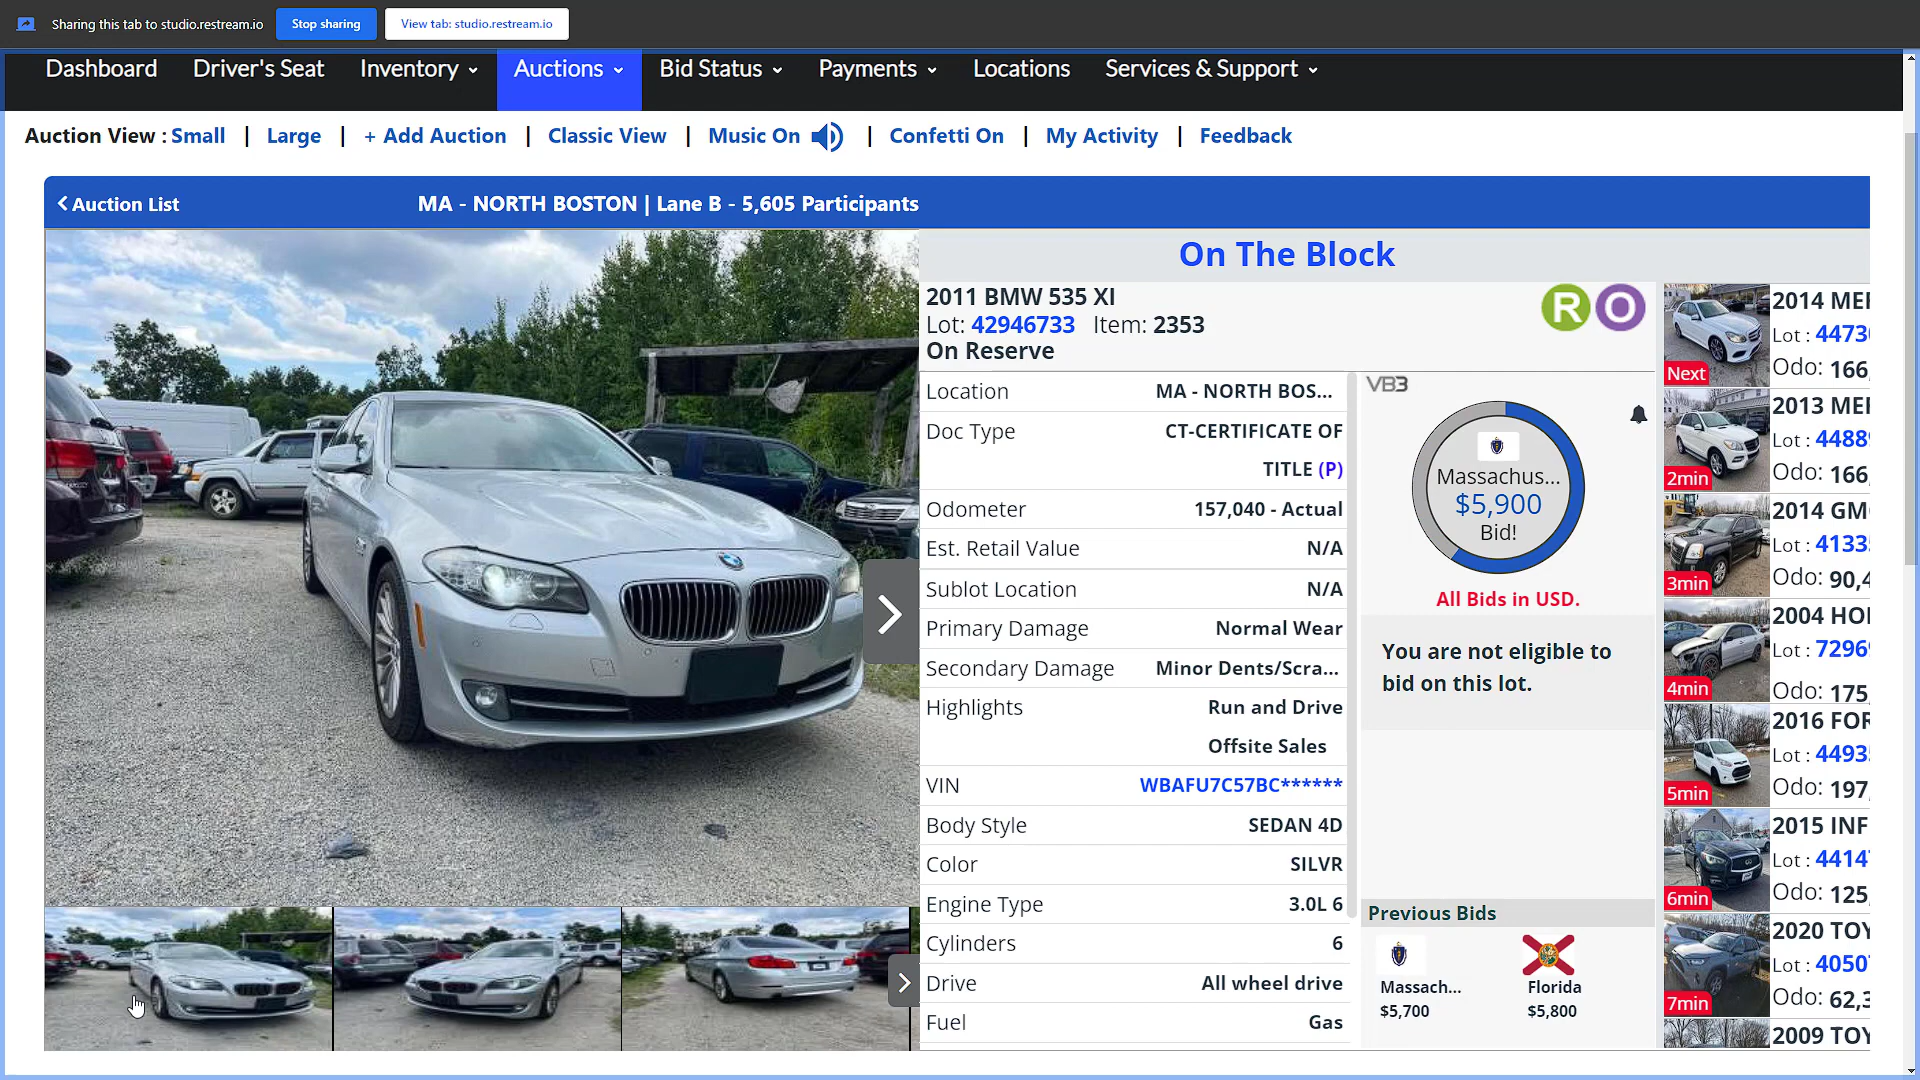 Sharing this tab to studio.restream.io
Stop sharing
View tab: studio.restream.io
Dashboard
Driver's Seat
Inventory
Auctions
Bid Status
Payments
Locations
Services & Support
Auction View : Small | Large | + Add Auction | Classic View | Music On | Confetti On | My Activity | Feedback
Auction List
MA - NORTH BOSTON | Lane B - 5,605 Participants
On The Block
2011 BMW 535 XI
Lot: 42946733 Item: 2353
On Reserve
R O
Location MA - NORTH BOS...
Doc Type CT-CERTIFICATE OF
TITLE (P)
Odometer 157,040 - Actual
Est. Retail Value N/A
Sublot Location N/A
Primary Damage Normal Wear
Secondary Damage Minor Dents/Scra...
Highlights Run and Drive
Offsite Sales
VIN WBAFU7C57BC******
Body Style SEDAN 4D
Color SILVR
Engine Type 3.0L 6
Cylinders 6
Drive All wheel drive
Fuel Gas
VB3
Massachus...
$5,900
Bid!
All Bids in USD.
You are not eligible to
bid on this lot.
Previous Bids
Massach...
$5,700
Florida
$5,800
2014 MER
Lot : 4473
Odo: 166,
Next
2013 MER
Lot : 4488
Odo: 166,
2min
2014 GM
Lot : 4133
Odo: 90,4
3min
2004 HO
Lot : 7296
Odo: 175,
4min
2016 FOR
Lot : 4493
Odo: 197,
5min
2015 INF
Lot : 4414
Odo: 125,
6min
2020 TOY
Lot : 4050
Odo: 62,3
7min
2009 TOY